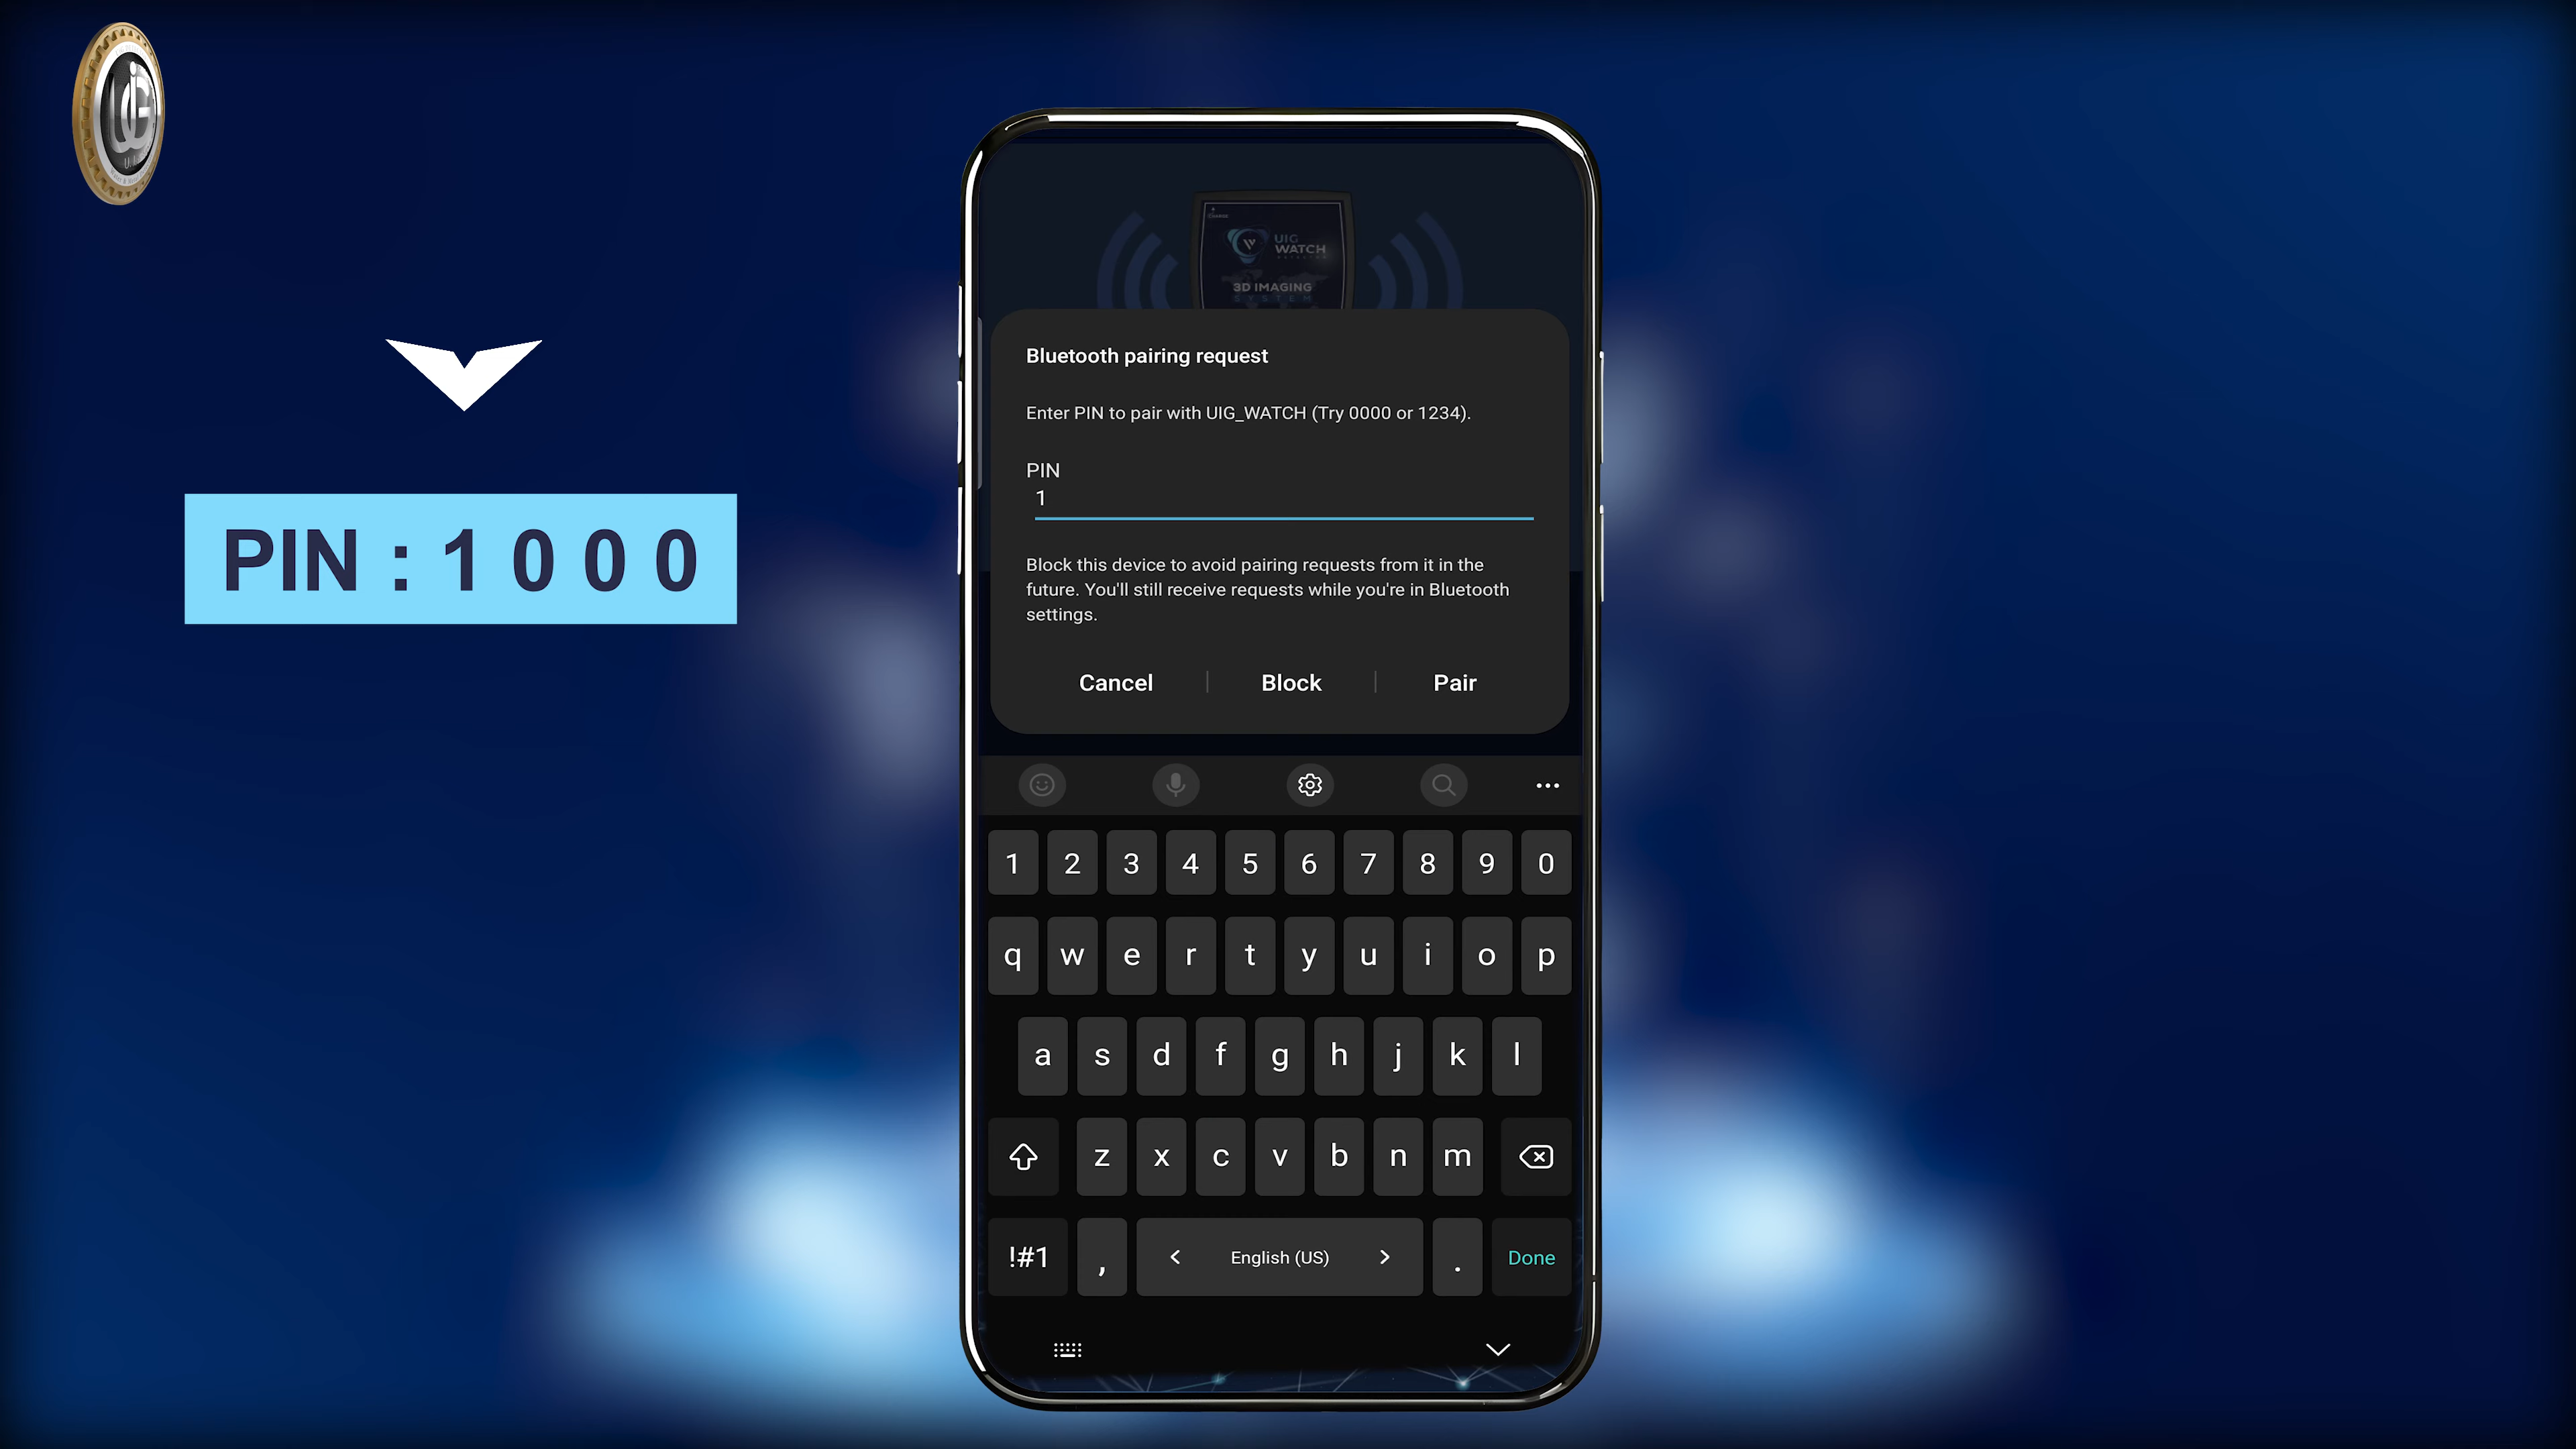 UIG
PIN : 1 0 0 0
UIG
WATCH
3D IMAGING
SYSTEM
Bluetooth pairing request
Enter PIN to pair with UIG_WATCH (Try 0000 or 1234).
PIN
1
Block this device to avoid pairing requests from it in the
future. You'll still receive requests while you're in Bluetooth
settings.
Cancel | Block | Pair
1 2 3 4 5 6 7 8 9 0
q w e r t y u i o p
a s d f g h j k l
z x c v b n m
!#1 , < English (US) > . Done